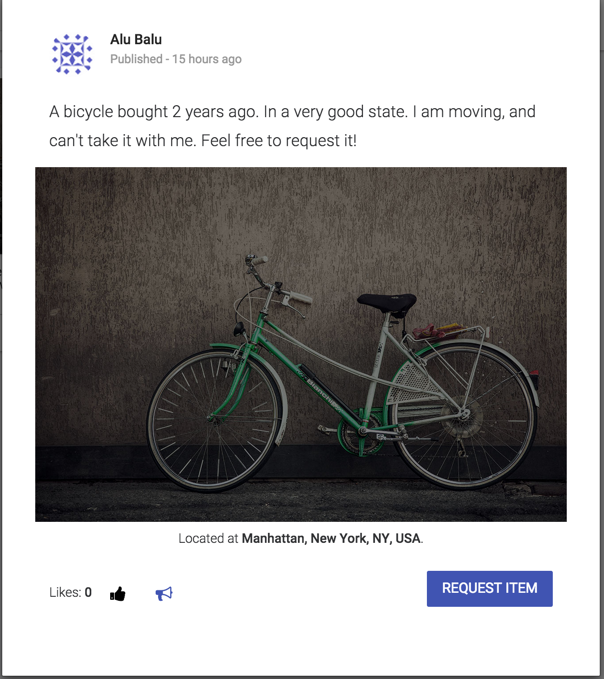 Alu Balu
Published - 15 hours ago
A bicycle bought 2 years ago. In a very good state. I am moving, and
can't take it with me. Feel free to request it!
Located at Manhattan, New York, NY, USA.
Likes: 0
REQUEST ITEM